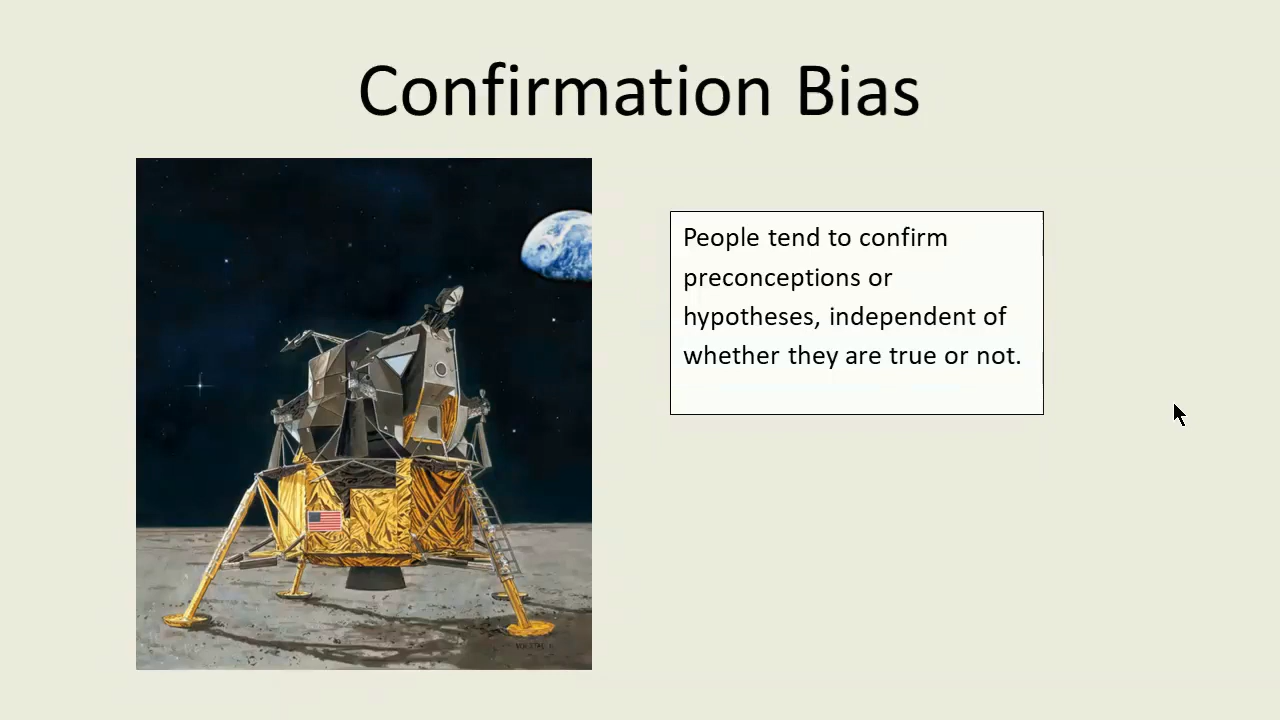 Confirmation Bias
People tend to confirm
preconceptions or
hypotheses, independent of
whether they are true or not.